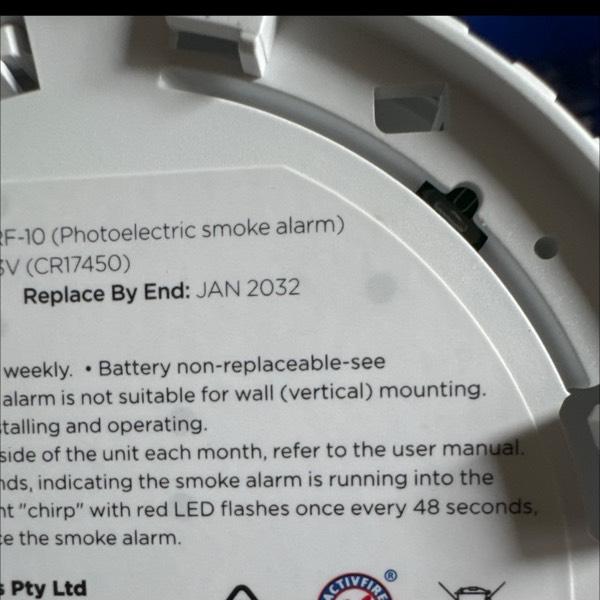 RF-10 (Photoelectric smoke alarm)
3V (CR17450)
Replace By End: JAN 2032
weekly. • Battery non-replaceable-see
alarm is not suitable for wall (vertical) mounting.
talling and operating.
side of the unit each month, refer to the user manual.
nds, indicating the smoke alarm is running into the
nt "chirp" with red LED flashes once every 48 seconds,
ce the smoke alarm.
s Pty Ltd
ACTIVFIRE ®